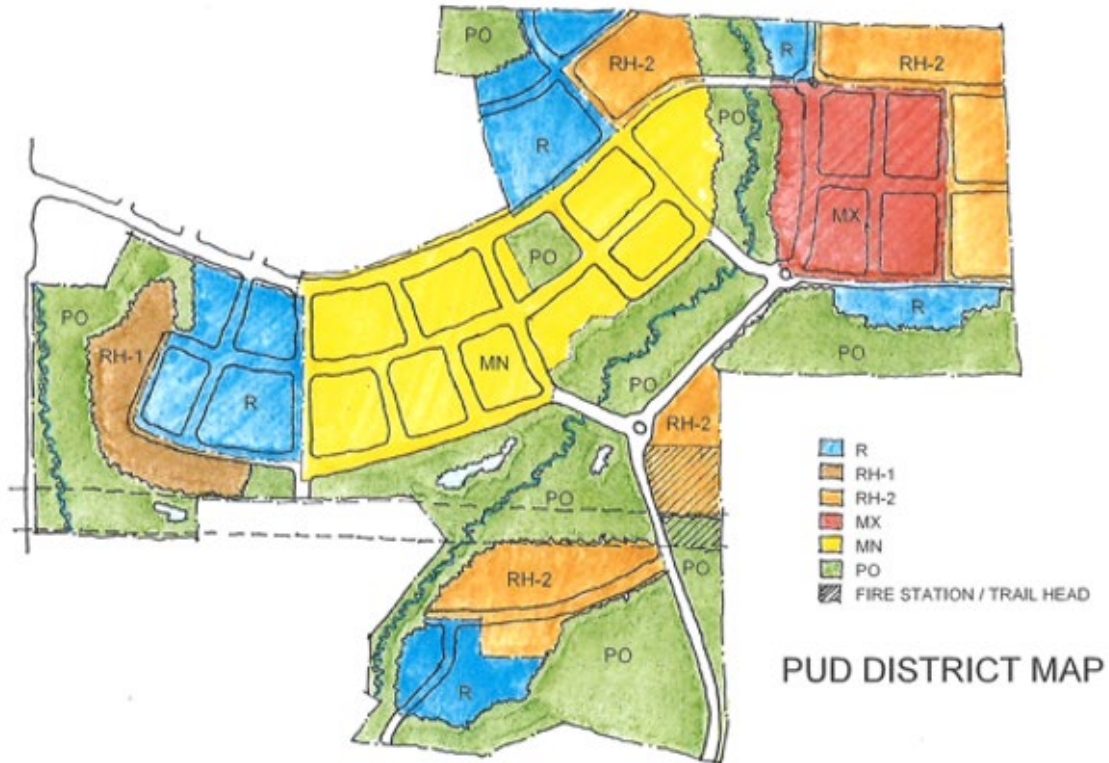 PO
RH-2
R
RH-2
PO
R
MX
PO
MN
R
PO
PO
RH-1
R
PO
RH-2
PO
RH-2
PO
PO
R
R
RH-1
RH-2
MX
MN
PO
FIRE STATION / TRAIL HEAD
PUD DISTRICT MAP